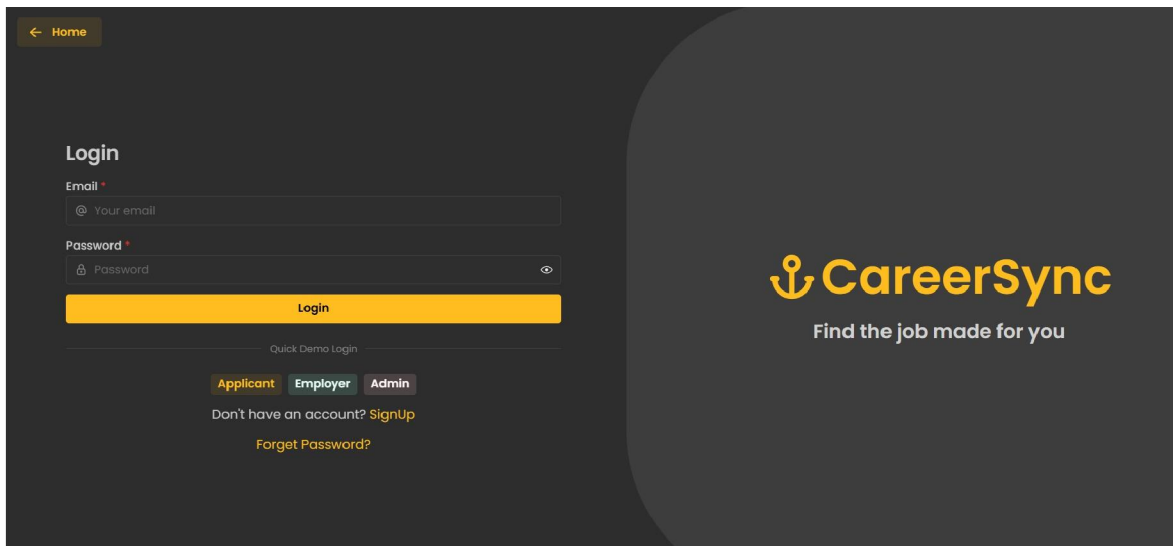 Home
Login
Email *
@ Your email
Password *
Password
Login
Quick Demo Login
Applicant Employer Admin
Don't have an account? SignUp
Forget Password?
CareerSync
Find the job made for you